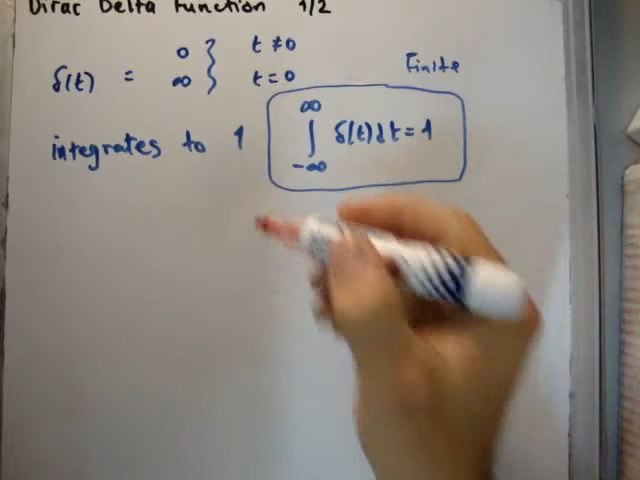 Dirac Delta Function 1/2
δ(t) = 0 } t ≠ 0
∞ } t = 0
Finite
integrates to 1 ∫_{-∞}^{∞} δ(t)dt = 1